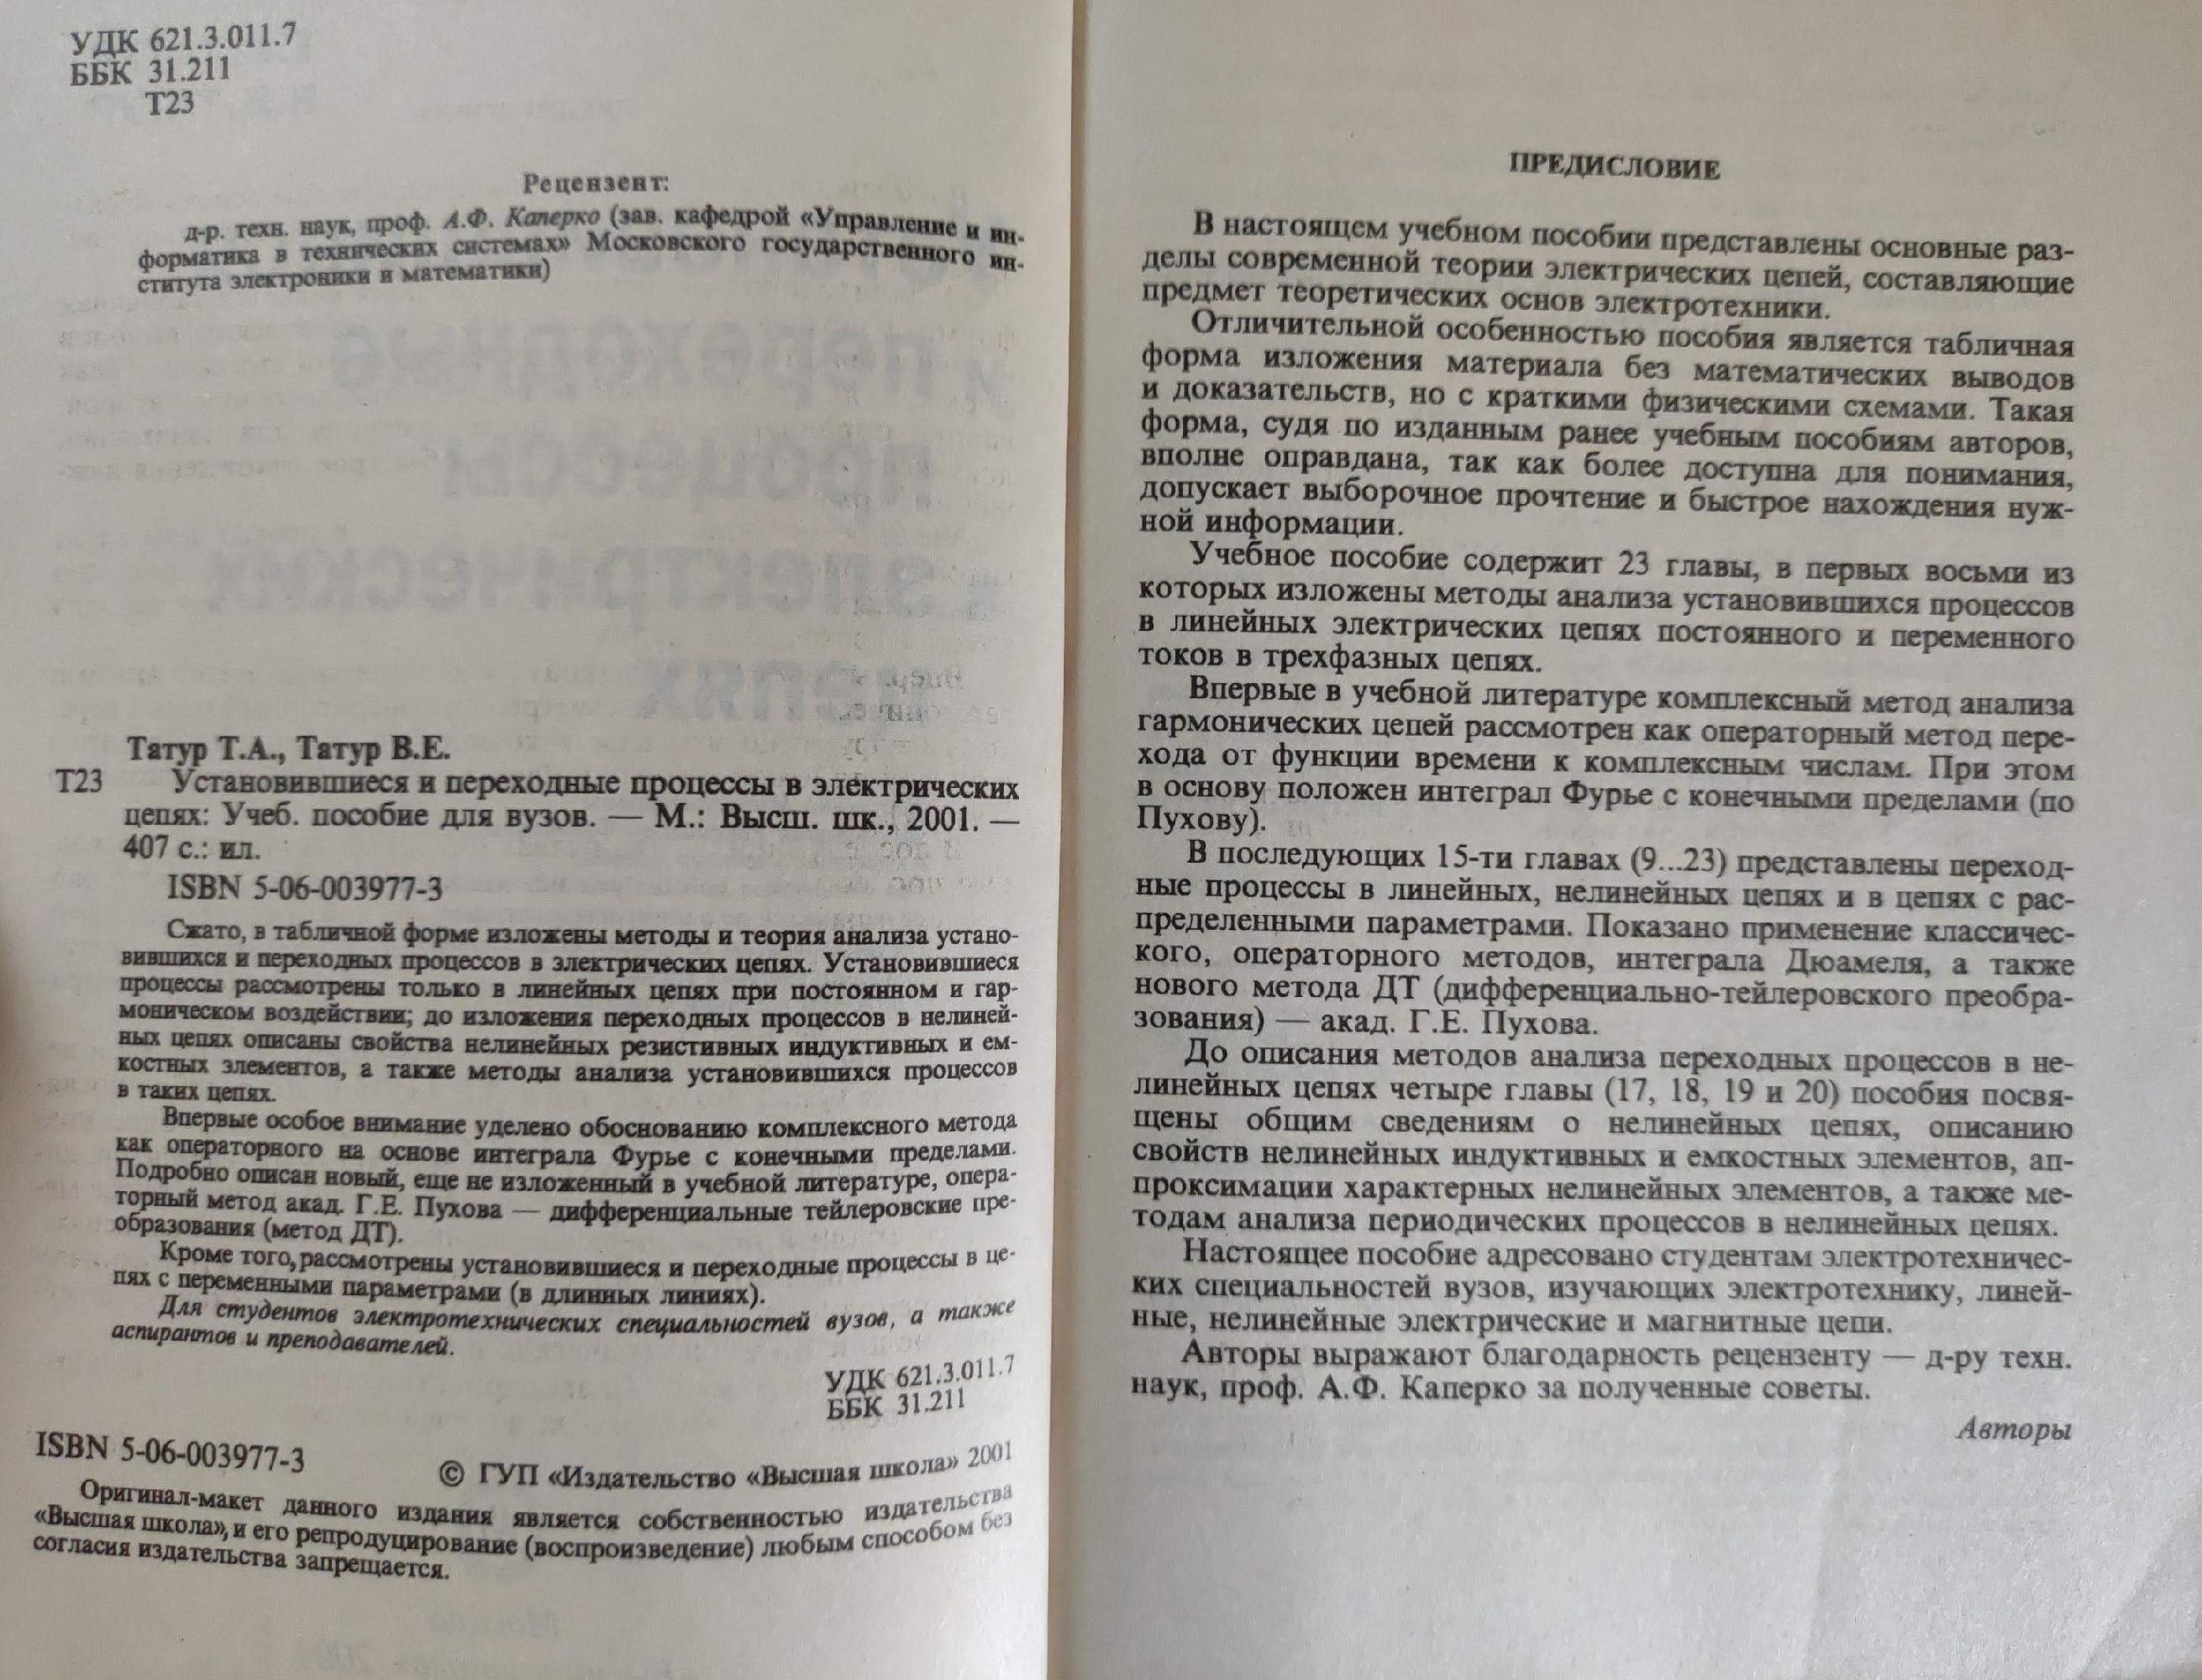 УДК 621.3.011.7
ББК 31.211
Т23
Рецензент:
д-р. техн. наук, проф. А.Ф. Каперко (зав. кафедрой «Управление и ин-
форматика в технических системах» Московского государственного ин-
ститута электроники и математики)
Татур Т.А., Татур В.Е.
Т23 Установившиеся и переходные процессы в электрических
цепях: Учеб. пособие для вузов. — М.: Высш. шк., 2001. —
407 с.: ил.
ISBN 5-06-003977-3
Сжато, в табличной форме изложены методы и теория анализа устано-
вившихся и переходных процессов в электрических цепях. Установившиеся
процессы рассмотрены только в линейных цепях при постоянном и гар-
моническом воздействии; до изложения переходных процессов в нелиней-
ных цепях описаны свойства нелинейных резистивных индуктивных и ем-
костных элементов, а также методы анализа установившихся процессов
в таких цепях.
Впервые особое внимание уделено обоснованию комплексного метода
как операторного на основе интеграла Фурье с конечными пределами.
Подробно описан новый, еще не изложенный в учебной литературе, опера-
торный метод акад. Г.Е. Пухова — дифференциальные тейлеровские пре-
образования (метод ДТ).
Кроме того, рассмотрены установившиеся и переходные процессы в це-
пях с переменными параметрами (в длинных линиях).
Для студентов электротехнических специальностей вузов, а также
аспирантов и преподавателей.
УДК 621.3.011.7
ББК 31.211
ISBN 5-06-003977-3
© ГУП «Издательство «Высшая школа» 2001
Оригинал-макет данного издания является собственностью издательства
«Высшая школа», и его репродуцирование (воспроизведение) любым способом без
согласия издательства запрещается.
ПРЕДИСЛОВИЕ
В настоящем учебном пособии представлены основные раз-
делы современной теории электрических цепей, составляющие
предмет теоретических основ электротехники.
Отличительной особенностью пособия является табличная
форма изложения материала без математических выводов
и доказательств, но с краткими физическими схемами. Такая
форма, судя по изданным ранее учебным пособиям авторов,
вполне оправдана, так как более доступна для понимания,
допускает выборочное прочтение и быстрое нахождения нуж-
ной информации.
Учебное пособие содержит 23 главы, в первых восьми из
которых изложены методы анализа установившихся процессов
в линейных электрических цепях постоянного и переменного
токов в трехфазных цепях.
Впервые в учебной литературе комплексный метод анализа
гармонических цепей рассмотрен как операторный метод пере-
хода от функции времени к комплексным числам. При этом
в основу положен интеграл Фурье с конечными пределами (по
Пухову).
В последующих 15-ти главах (9...23) представлены переход-
ные процессы в линейных, нелинейных цепях и в цепях с рас-
пределенными параметрами. Показано применение классичес-
кого, операторного методов, интеграла Дюамеля, а также
нового метода ДТ (дифференциально-тейлеровского преобра-
зования) — акад. Г.Е. Пухова.
До описания методов анализа переходных процессов в не-
линейных цепях четыре главы (17, 18, 19 и 20) пособия посвя-
щены общим сведениям о нелинейных цепях, описанию
свойств нелинейных индуктивных и емкостных элементов, ап-
проксимации характерных нелинейных элементов, а также ме-
тодам анализа периодических процессов в нелинейных цепях.
Настоящее пособие адресовано студентам электротехничес-
ких специальностей вузов, изучающих электротехнику, линей-
ные, нелинейные электрические и магнитные цепи.
Авторы выражают благодарность рецензенту — д-ру техн.
наук, проф. А.Ф. Каперко за полученные советы.
Авторы